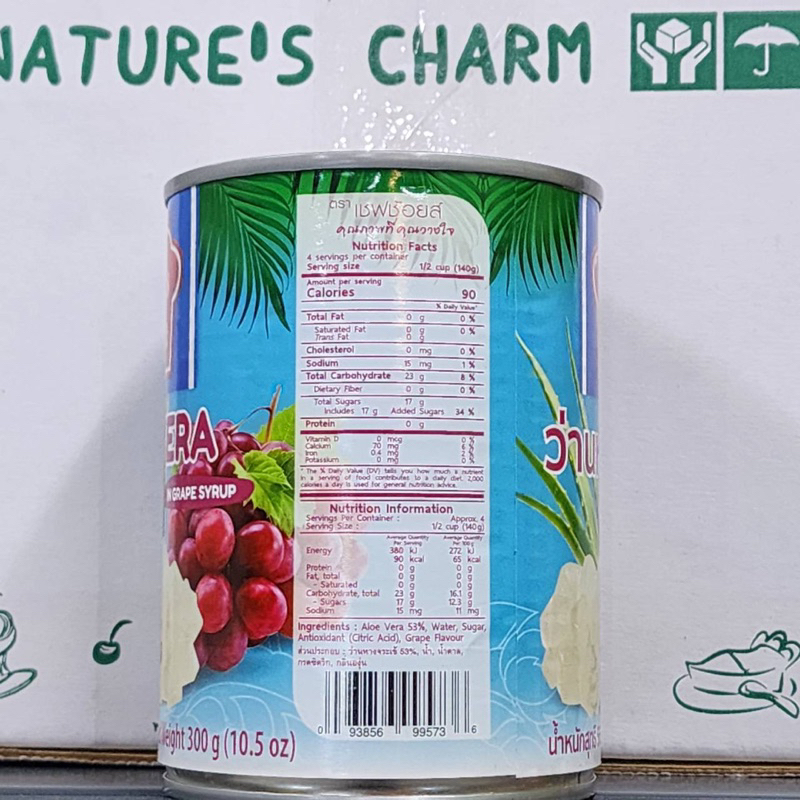 NATURE'S CHARM
ตรา เชฟช้อยส์
คุณภาพที่คุณวางใจ
Nutrition Facts
4 servings per container
Serving size 1/2 cup (140g)
Amount per serving
Calories 90
% Daily Value*
Total Fat 0 g 0 %
Saturated Fat 0 g 0 %
Trans Fat 0 g
Cholesterol 0 mg 0 %
Sodium 15 mg 1 %
Total Carbohydrate 23 g 8 %
Dietary Fiber 0 g 0 %
Total Sugars 17 g
Includes 17 g Added Sugars 34 %
Protein 0 g
Vitamin D 0 mcg 0 %
Calcium 70 mg 6 %
Iron 0.4 mg 2 %
Potassium 0 mg 0 %
* The % Daily Value (DV) tells you how much a nutrient
in a serving of food contributes to a daily diet. 2,000
calories a day is used for general nutrition advice.
Nutrition Information
Servings Per Container : Approx. 4
Serving Size : 1/2 cup (140g)
Average Quantity Per Serving Average Quantity Per 100 g
Energy 380 kJ 272 kJ
90 kcal 65 kcal
Protein 0 g 0 g
Fat, total 0 g 0 g
- Saturated 0 g 0 g
Carbohydrate, total 23 g 16.1 g
- Sugars 17 g 12.3 g
Sodium 15 mg 11 mg
Ingredients : Aloe Vera 53%, Water, Sugar,
Antioxidant (Citric Acid), Grape Flavour
ส่วนประกอบ : ว่านหางจระเข้ 53%, น้ำ, น้ำตาล,
กรดซิตริก, กลิ่นองุ่น
0 93856 99573 6
ERA
IN GRAPE SYRUP
Weight 300 g (10.5 oz)
ว่าน
น้ำหนักสุทธิ